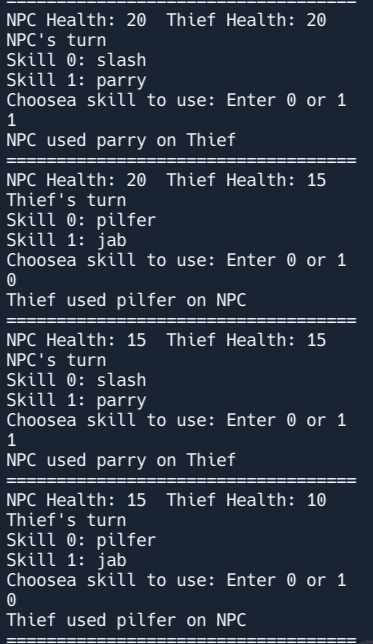 ===================================
NPC Health: 20  Thief Health: 20
NPC's turn
Skill 0: slash
Skill 1: parry
Choosea skill to use: Enter 0 or 1
1
NPC used parry on Thief
===================================
NPC Health: 20  Thief Health: 15
Thief's turn
Skill 0: pilfer
Skill 1: jab
Choosea skill to use: Enter 0 or 1
0
Thief used pilfer on NPC
===================================
NPC Health: 15  Thief Health: 15
NPC's turn
Skill 0: slash
Skill 1: parry
Choosea skill to use: Enter 0 or 1
1
NPC used parry on Thief
===================================
NPC Health: 15  Thief Health: 10
Thief's turn
Skill 0: pilfer
Skill 1: jab
Choosea skill to use: Enter 0 or 1
0
Thief used pilfer on NPC
===================================